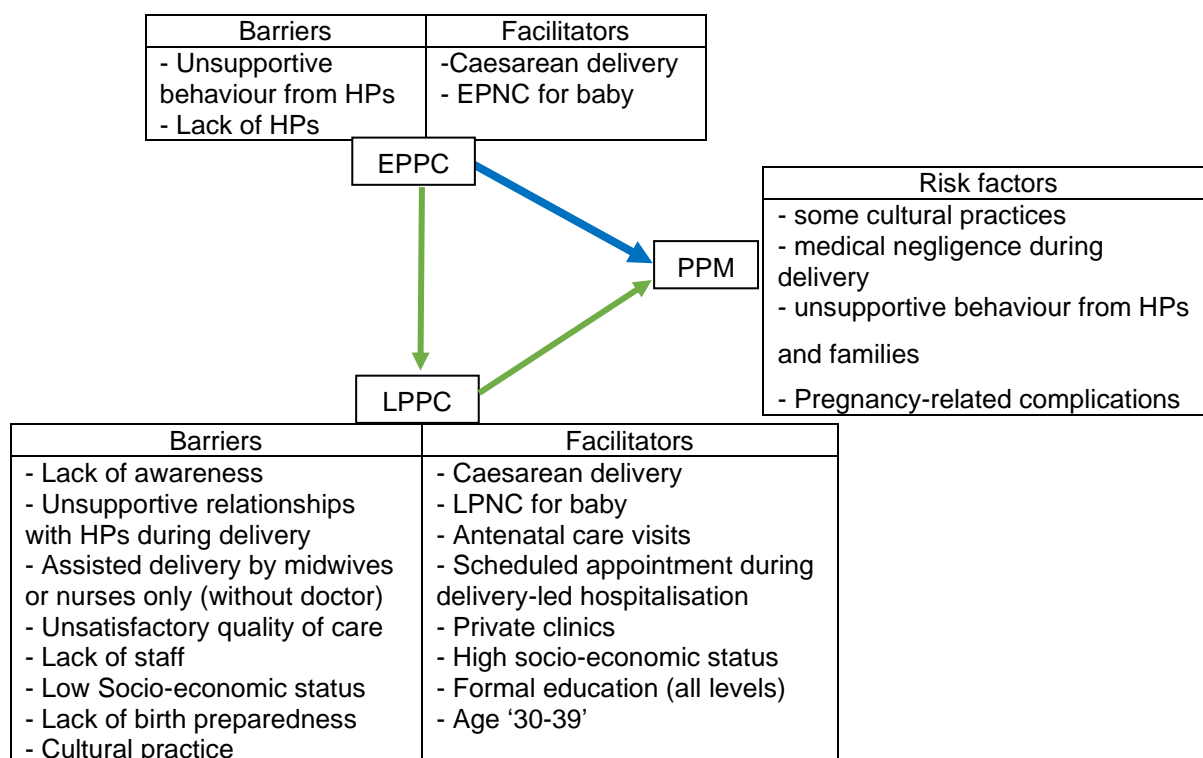 Barriers
Facilitators
- Unsupportive
behaviour from HPs
- Lack of HPs
-Caesarean delivery
- EPNC for baby
EPPC
PPM
Risk factors
- some cultural practices
- medical negligence during
delivery
- unsupportive behaviour from HPs
and families
- Pregnancy-related complications
LPPC
Barriers
Facilitators
- Lack of awareness
- Unsupportive relationships
with HPs during delivery
- Assisted delivery by midwives
or nurses only (without doctor)
- Unsatisfactory quality of care
- Lack of staff
- Low Socio-economic status
- Lack of birth preparedness
- Cultural practice
- Caesarean delivery
- LPNC for baby
- Antenatal care visits
- Scheduled appointment during
delivery-led hospitalisation
- Private clinics
- High socio-economic status
- Formal education (all levels)
- Age ‘30-39’